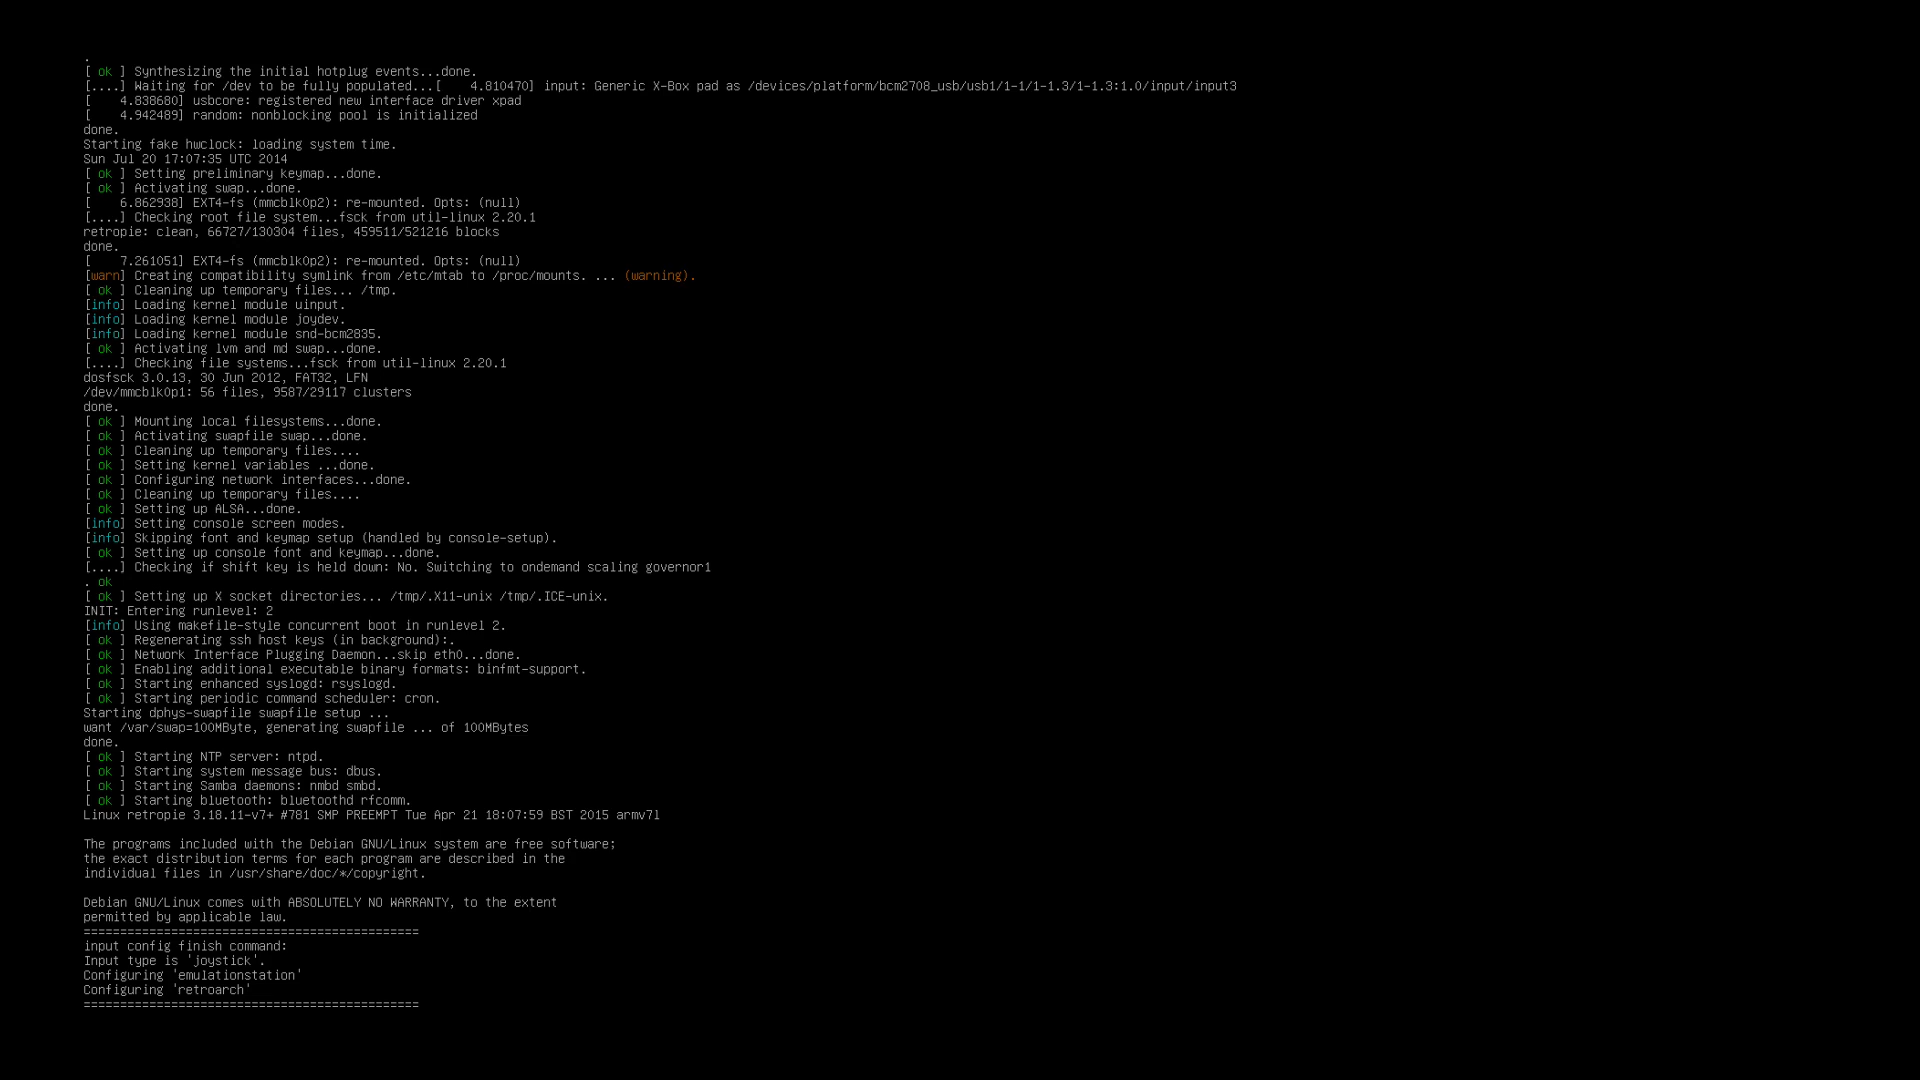 .
[ ok ] Synthesizing the initial hotplug events...done.
[....] Waiting for /dev to be fully populated...[    4.810470] input: Generic X-Box pad as /devices/platform/bcm2708_usb/usb1/1-1/1-1.3/1-1.3:1.0/input/input3
[    4.838680] usbcore: registered new interface driver xpad
[    4.942489] random: nonblocking pool is initialized
done.
Starting fake hwclock: loading system time.
Sun Jul 20 17:07:35 UTC 2014
[ ok ] Setting preliminary keymap...done.
[ ok ] Activating swap...done.
[    6.862938] EXT4-fs (mmcblk0p2): re-mounted. Opts: (null)
[....] Checking root file system...fsck from util-linux 2.20.1
retropie: clean, 66727/130304 files, 459511/521216 blocks
done.
[    7.261051] EXT4-fs (mmcblk0p2): re-mounted. Opts: (null)
[warn] Creating compatibility symlink from /etc/mtab to /proc/mounts. ... (warning).
[ ok ] Cleaning up temporary files... /tmp.
[info] Loading kernel module uinput.
[info] Loading kernel module joydev.
[info] Loading kernel module snd-bcm2835.
[ ok ] Activating lvm and md swap...done.
[....] Checking file systems...fsck from util-linux 2.20.1
dosfsck 3.0.13, 30 Jun 2012, FAT32, LFN
/dev/mmcblk0p1: 56 files, 9587/29117 clusters
done.
[ ok ] Mounting local filesystems...done.
[ ok ] Activating swapfile swap...done.
[ ok ] Cleaning up temporary files....
[ ok ] Setting kernel variables ...done.
[ ok ] Configuring network interfaces...done.
[ ok ] Cleaning up temporary files....
[ ok ] Setting up ALSA...done.
[info] Setting console screen modes.
[info] Skipping font and keymap setup (handled by console-setup).
[ ok ] Setting up console font and keymap...done.
[....] Checking if shift key is held down: No. Switching to ondemand scaling governor1
. ok
[ ok ] Setting up X socket directories... /tmp/.X11-unix /tmp/.ICE-unix.
INIT: Entering runlevel: 2
[info] Using makefile-style concurrent boot in runlevel 2.
[ ok ] Regenerating ssh host keys (in background):.
[ ok ] Network Interface Plugging Daemon...skip eth0...done.
[ ok ] Enabling additional executable binary formats: binfmt-support.
[ ok ] Starting enhanced syslogd: rsyslogd.
[ ok ] Starting periodic command scheduler: cron.
Starting dphys-swapfile swapfile setup ...
want /var/swap=100MByte, generating swapfile ... of 100MBytes
done.
[ ok ] Starting NTP server: ntpd.
[ ok ] Starting system message bus: dbus.
[ ok ] Starting Samba daemons: nmbd smbd.
[ ok ] Starting bluetooth: bluetoothd rfcomm.
Linux retropie 3.18.11-v7+ #781 SMP PREEMPT Tue Apr 21 18:07:59 BST 2015 armv7l

The programs included with the Debian GNU/Linux system are free software;
the exact distribution terms for each program are described in the
individual files in /usr/share/doc/*/copyright.

Debian GNU/Linux comes with ABSOLUTELY NO WARRANTY, to the extent
permitted by applicable law.
==============================================
input config finish command:
Input type is 'joystick'.
Configuring 'emulationstation'
Configuring 'retroarch'
==============================================